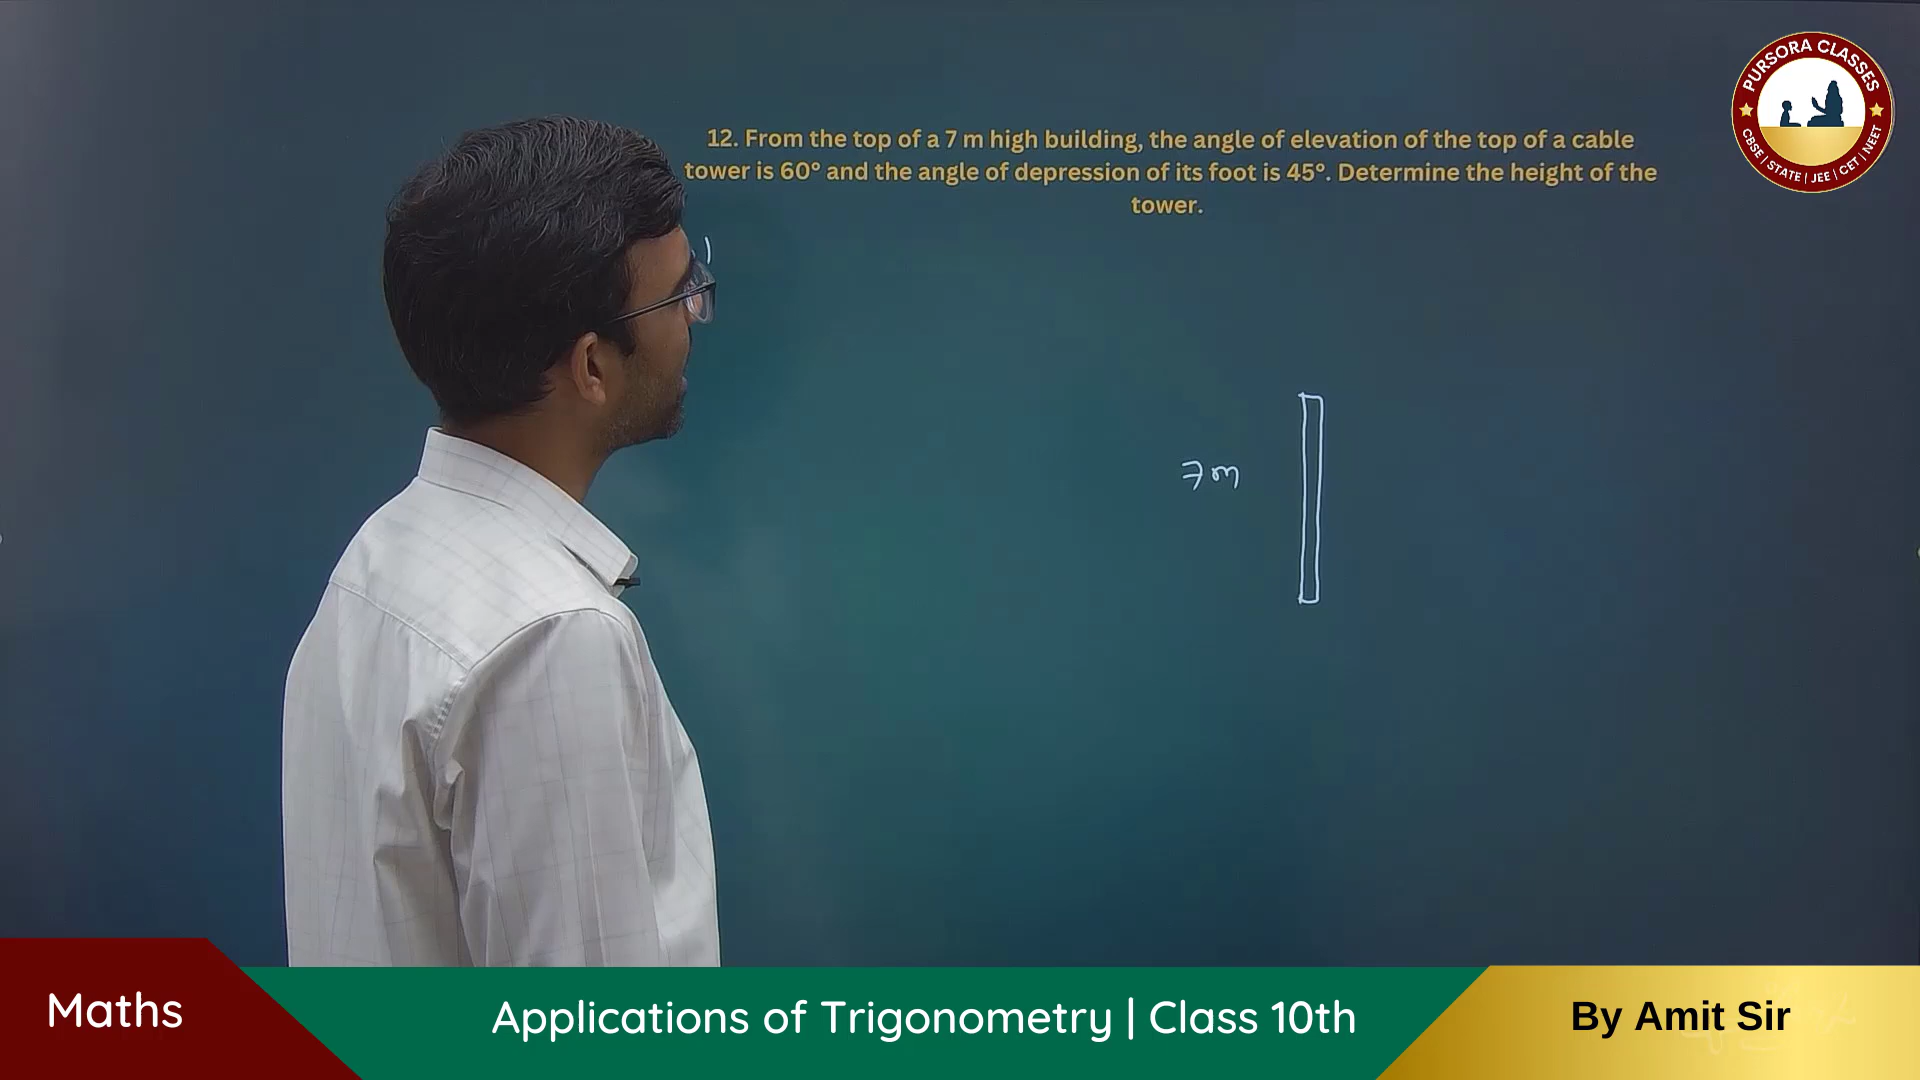 PURSORA CLASSES
CBSE | STATE | JEE | CET | NEET
12. From the top of a 7 m high building, the angle of elevation of the top of a cable
tower is 60° and the angle of depression of its foot is 45°. Determine the height of the
tower.
7m
Maths
Applications of Trigonometry | Class 10th
By Amit Sir